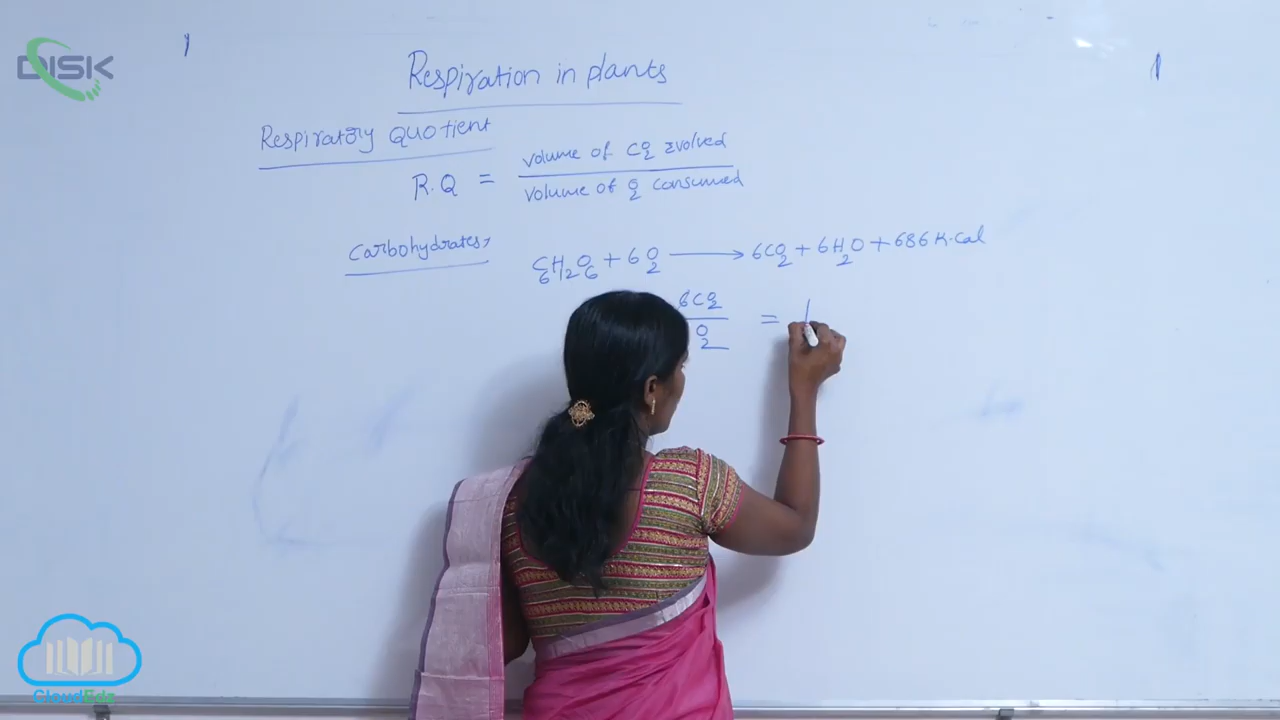 DISK
Respiration in plants
Respiratory Quotient
R.Q = volume of CO2 evolved
volume of O2 consumed
Carbohydrates,
C6H12O6 + 6O2 → 6CO2 + 6H2O + 686 K.cal
6CO2
O2
= 1
CloudEdz